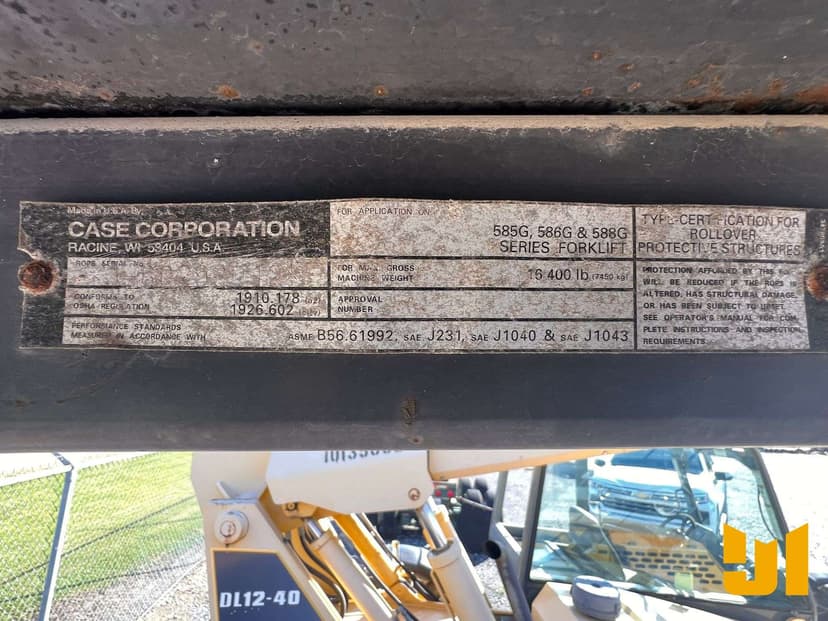 Made in U.S.A. By
CASE CORPORATION
RACINE, WI 53404 U.S.A.
ROPS SERIAL NO.
CONFORMS TO
OSHA REGULATION
1910.178
1926.602
PERFORMANCE STANDARDS
MEASURED IN ACCORDANCE WITH
ASME B56.61992, SAE J231, SAE J1040 & SAE J1043
FOR APPLICATION ON:
585G, 586G & 588G
SERIES FORKLIFT
FOR MAX. GROSS
MACHINE WEIGHT
16 400 lb (7450 kg)
APPROVAL
NUMBER
TYPE CERTIFICATION FOR
ROLLOVER
PROTECTIVE STRUCTURES
PROTECTION AFFORDED BY THIS
WILL BE REDUCED IF THE ROPS IS
ALTERED, HAS STRUCTURAL DAMAGE,
OR HAS BEEN SUBJECT TO UPSET.
SEE OPERATOR'S MANUAL FOR COM-
PLETE INSTRUCTIONS AND INSPECTION
REQUIREMENTS.
DL12-40